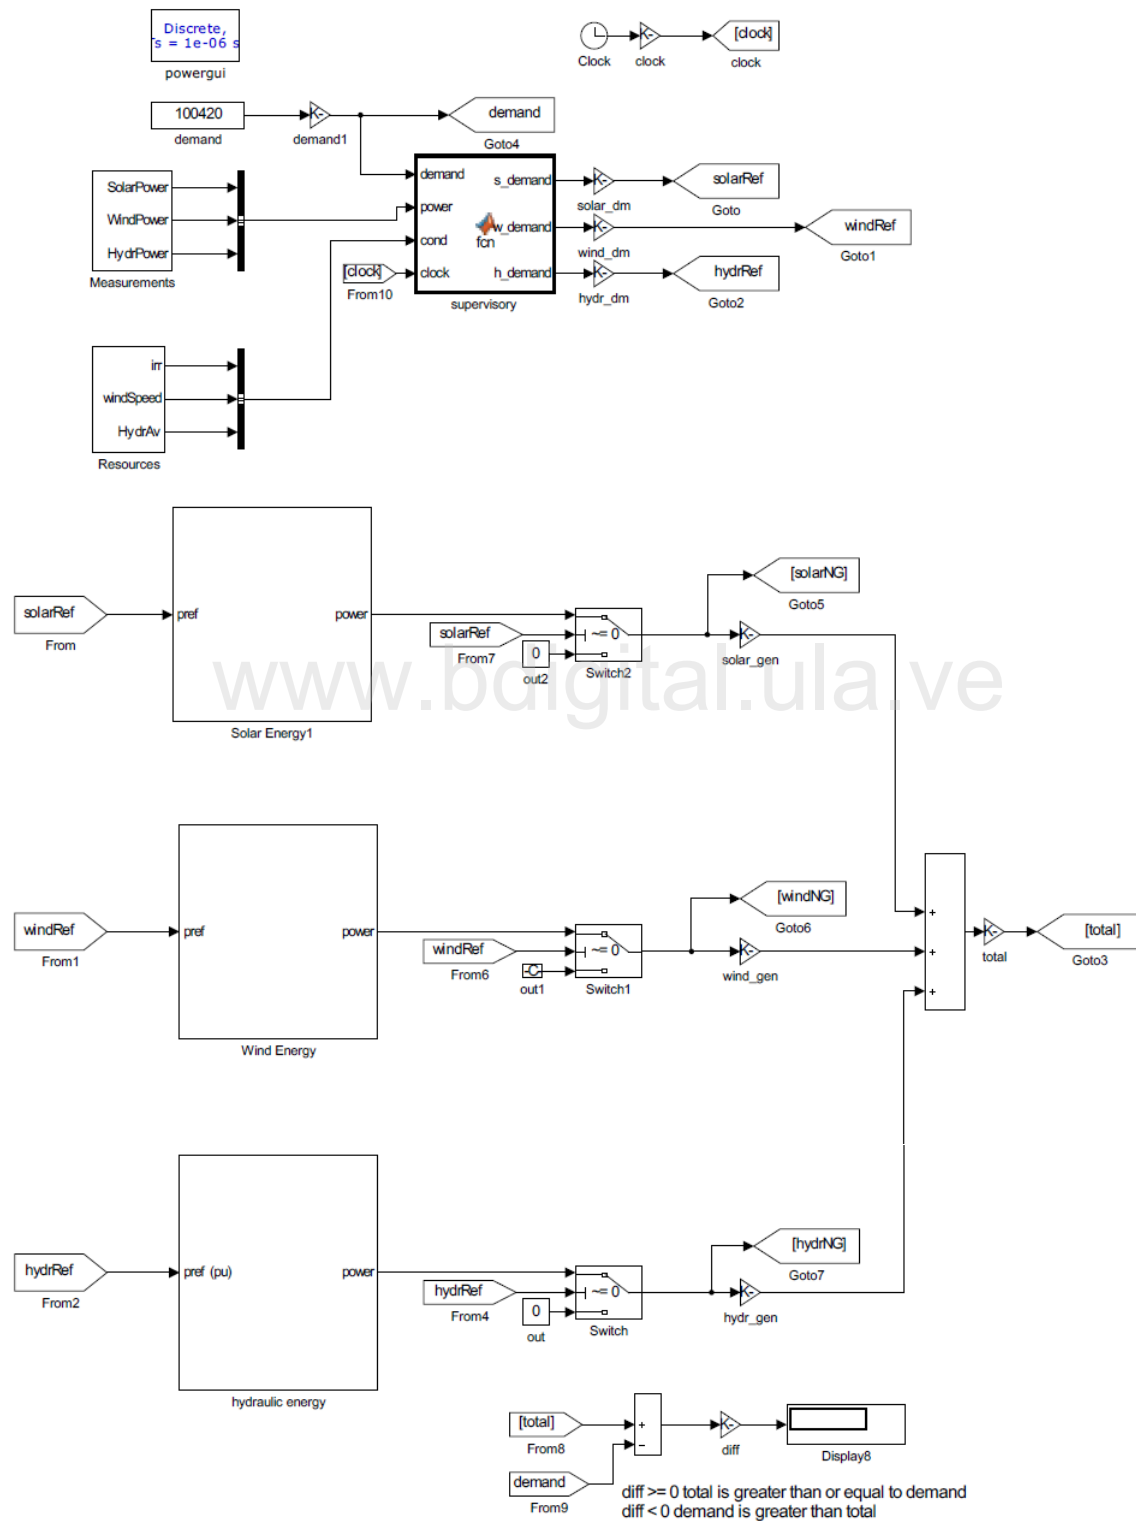 Discrete,
Ts = 1e-06 s
powergui
Clock
K-
clock
[clock]
clock
100420
demand
K-
demand1
demand
Goto4
SolarPower
WindPower
HydrPower
Measurements
demand
power
cond
clock
fcn
s_demand
w_demand
h_demand
supervisory
[clock]
From10
K-
solar_dm
solarRef
Goto
K-
wind_dm
windRef
Goto1
K-
hydr_dm
hydrRef
Goto2
irr
windSpeed
HydrAv
Resources
solarRef
From
pref
power
Solar Energy1
solarRef
From7
0
out2
~= 0
Switch2
[solarNG]
Goto5
K-
solar_gen
www.bdigital.ula.ve
windRef
From1
pref
power
Wind Energy
windRef
From6
-C-
out1
~= 0
Switch1
[windNG]
Goto6
K-
wind_gen
+
+
+
K-
total
[total]
Goto3
hydrRef
From2
pref (pu)
power
hydraulic energy
hydrRef
From4
0
out
~= 0
Switch
[hydrNG]
Goto7
K-
hydr_gen
[total]
From8
demand
From9
+
−
K-
diff
Display8
diff >= 0 total is greater than or equal to demand
diff < 0 demand is greater than total